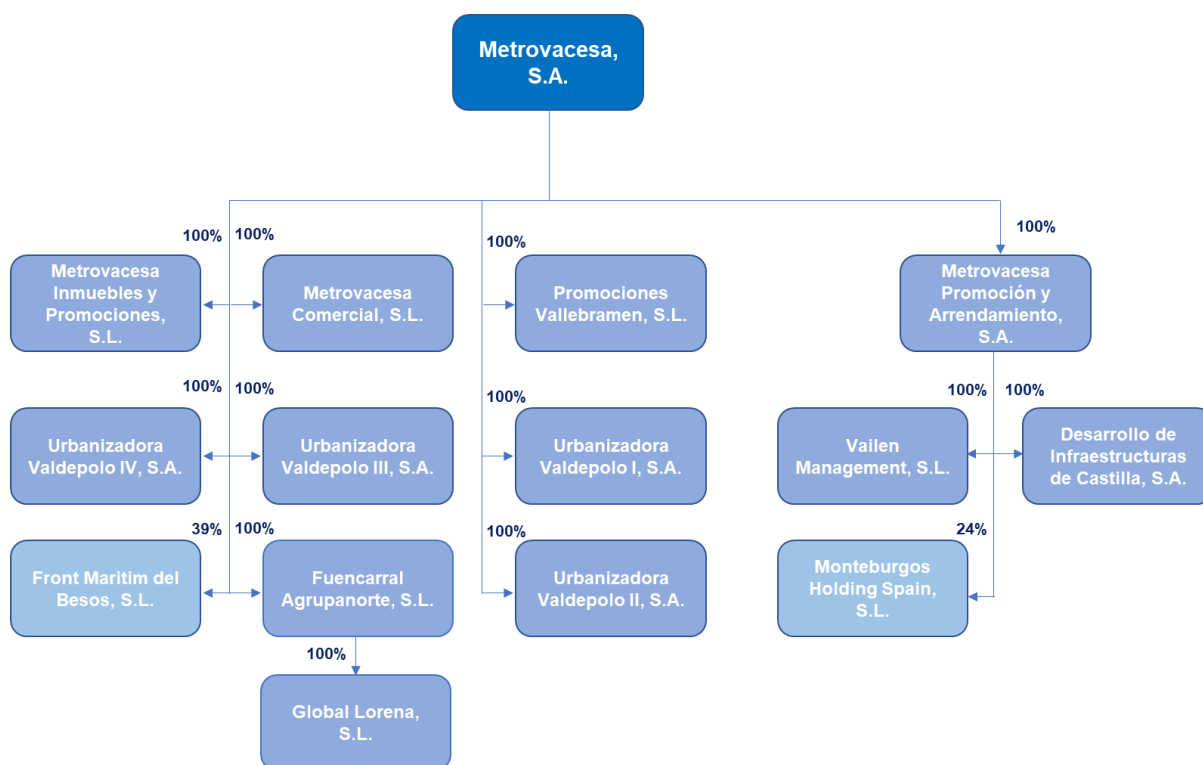 Metrovacesa,
S.A.
100%
100%
100%
100%
Metrovacesa
Inmuebles y
Promociones,
S.L.
Metrovacesa
Comercial, S.L.
Promociones
Vallebramen, S.L.
Metrovacesa
Promoción y
Arrendamiento,
S.A.
100%
100%
100%
100%
100%
Urbanizadora
Valdepolo IV, S.A.
Urbanizadora
Valdepolo III, S.A.
Urbanizadora
Valdepolo I, S.A.
Vailen
Management, S.L.
Desarrollo de
Infraestructuras
de Castilla, S.A.
39%
100%
100%
24%
Front Maritim del
Besos, S.L.
Fuencarral
Agrupanorte, S.L.
Urbanizadora
Valdepolo II, S.A.
Monteburgos
Holding Spain,
S.L.
100%
Global Lorena,
S.L.